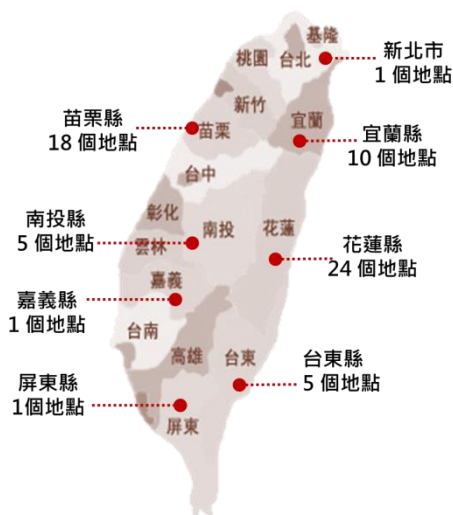 基隆
桃園
台北
新北市
1 個地點
新竹
苗栗縣
18 個地點
苗栗
宜蘭
宜蘭縣
10 個地點
台中
彰化
南投縣
5 個地點
南投
花蓮
雲林
花蓮縣
24 個地點
嘉義
嘉義縣
1 個地點
台南
高雄
台東
台東縣
5 個地點
屏東縣
1個地點
屏東